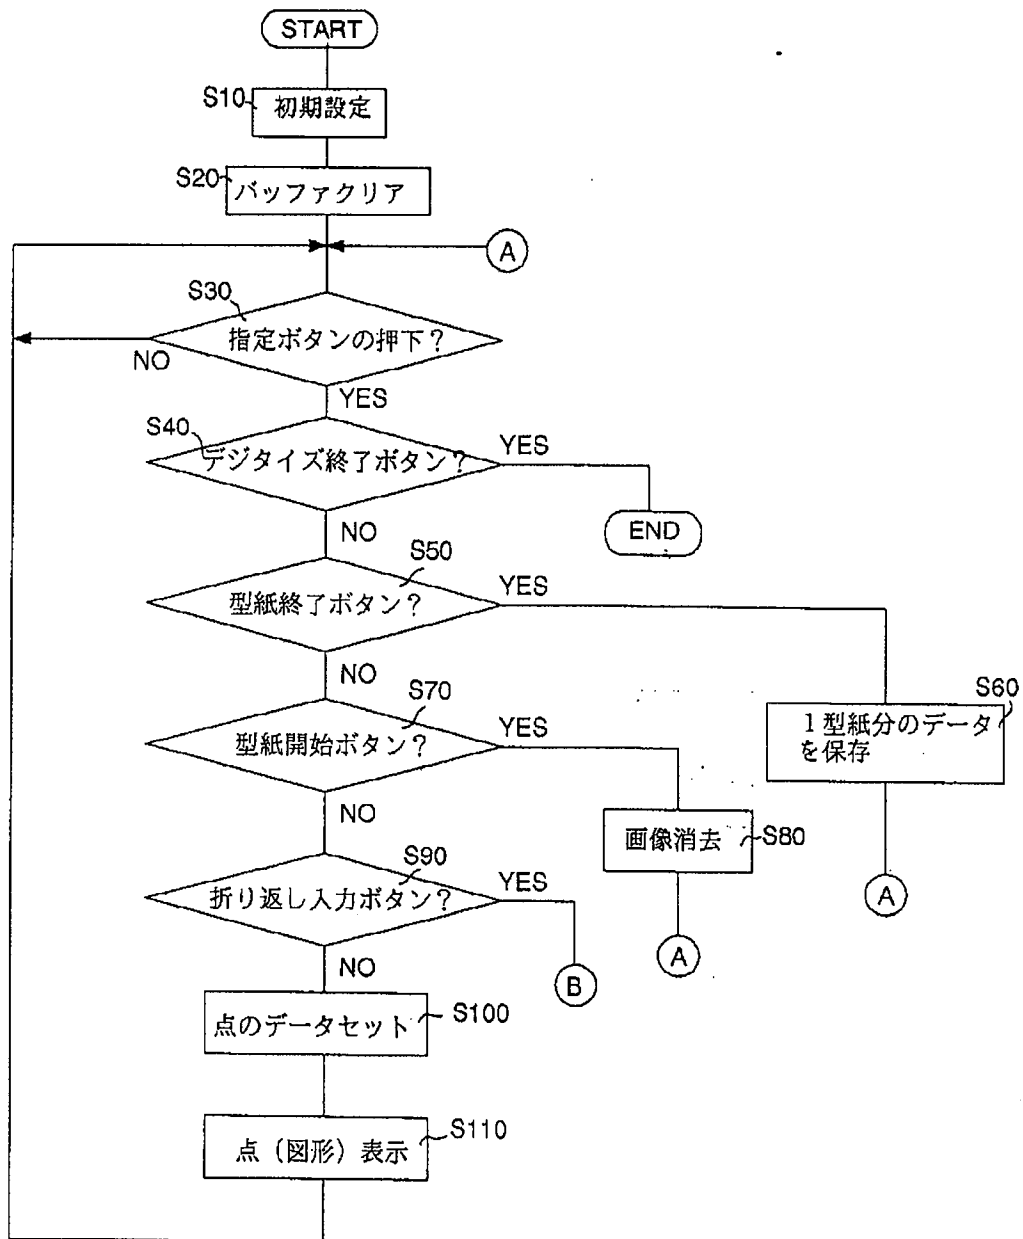 START
S10
初期設定
S20
バッファクリア
A
S30
指定ボタンの押下?
NO
YES
S40
デジタイズ終了ボタン?
YES
NO
END
S50
型紙終了ボタン?
YES
NO
S60
1型紙分のデータ
を保存
S70
型紙開始ボタン?
YES
NO
画像消去
S80
A
S90
折り返し入力ボタン?
YES
NO
A
B
点のデータセット
S100
点(図形)表示
S110